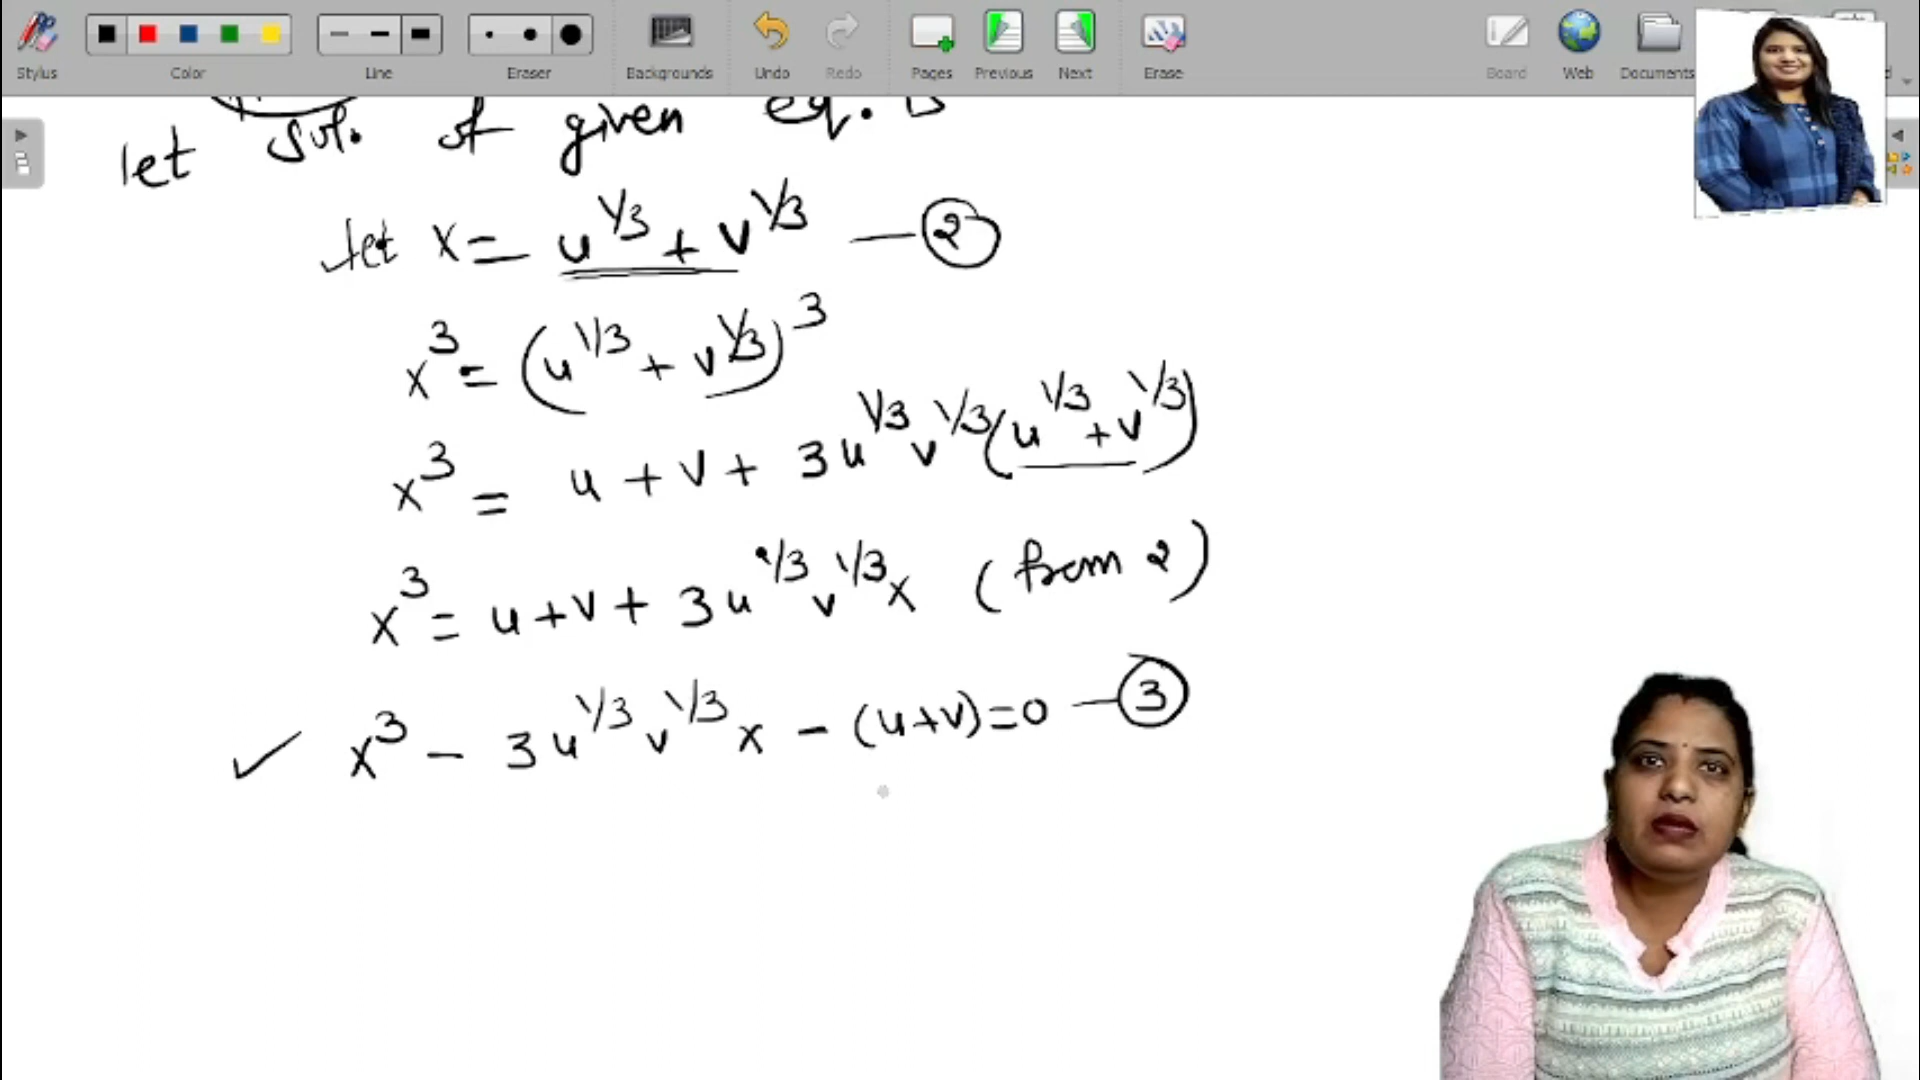 Stylus Color Line Eraser Backgrounds Undo Redo Pages Previous Next Erase Board Web Documents
let Sol. of given eq. is
let x = u^1/3 + v^1/3 — ②
x^3 = (u^1/3 + v^1/3)^3
x^3 = u + v + 3u^1/3 v^1/3 (u^1/3 + v^1/3)
x^3 = u + v + 3u^1/3 v^1/3 x (from 2)
✓ x^3 - 3u^1/3 v^1/3 x - (u+v) = 0 — ③